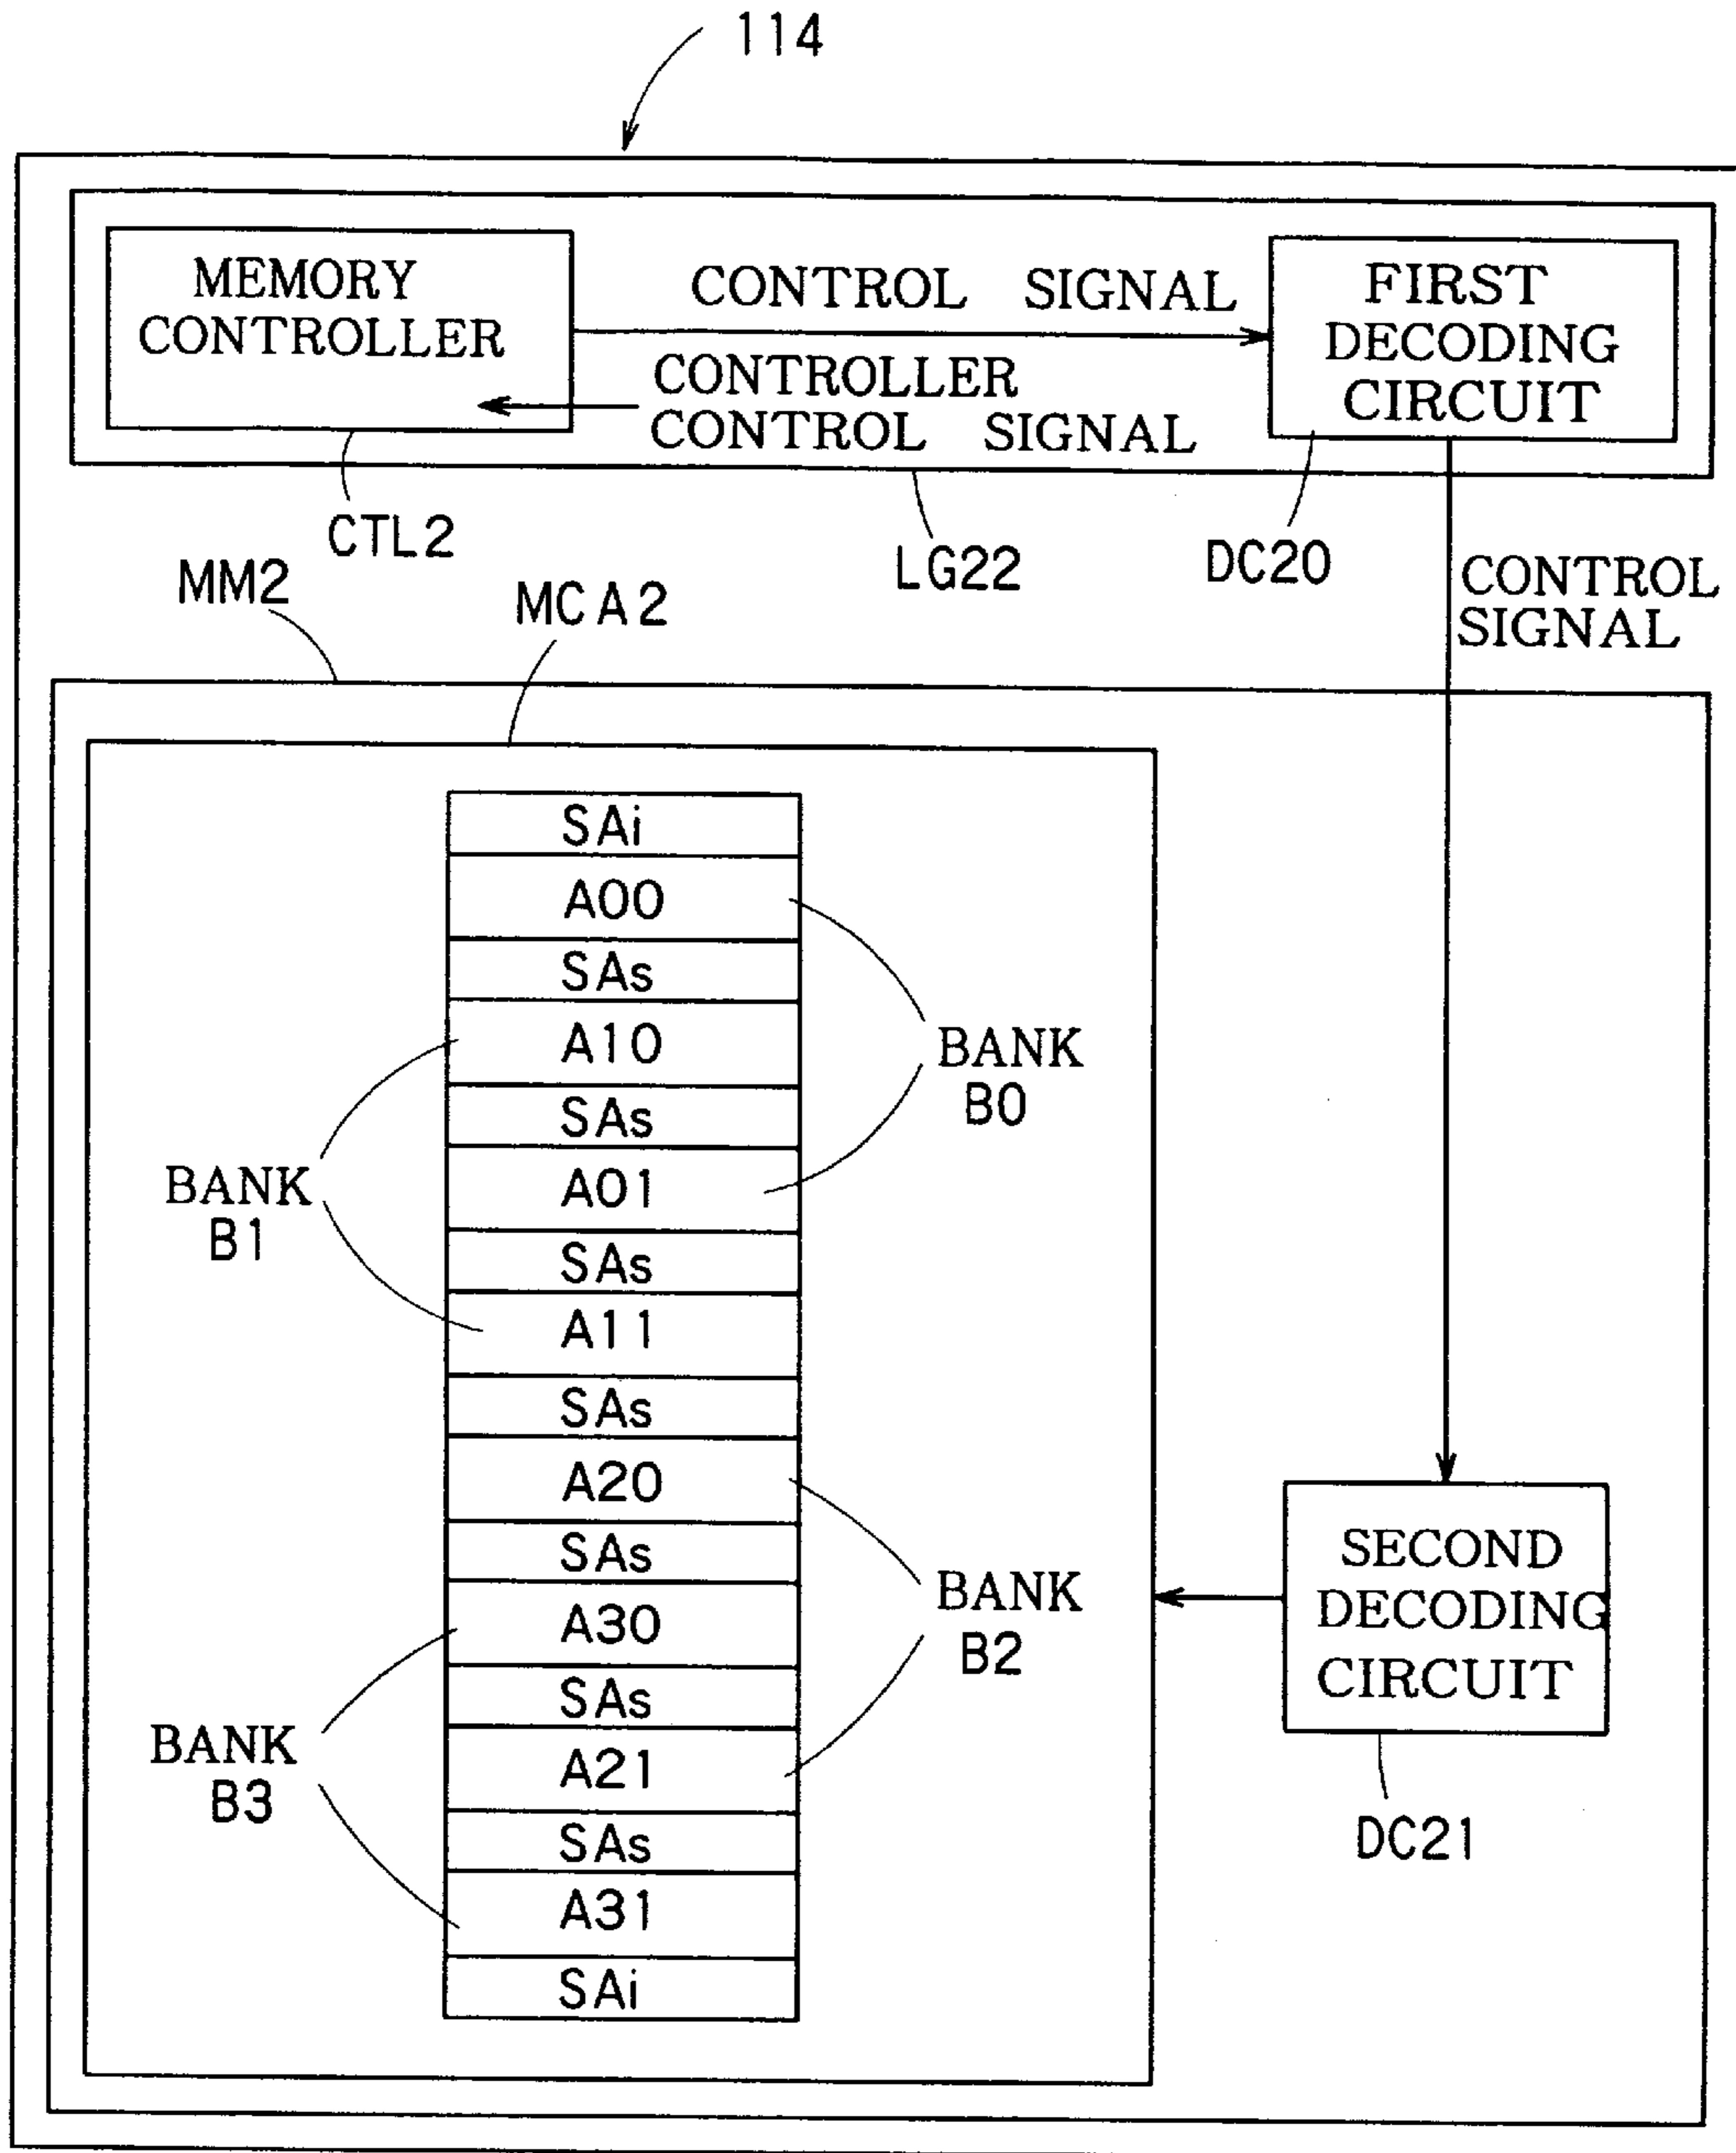 114
MEMORY
CONTROLLER
CONTROL SIGNAL
CONTROLLER
CONTROL SIGNAL
FIRST
DECODING
CIRCUIT
CTL2
LG22
DC20
CONTROL
SIGNAL
MM2
MCA2
SAi
A00
SAs
A10
SAs
A01
SAs
A11
SAs
A20
SAs
A30
SAs
A21
SAs
A31
SAi
BANK
B0
BANK
B1
BANK
B2
BANK
B3
SECOND
DECODING
CIRCUIT
DC21